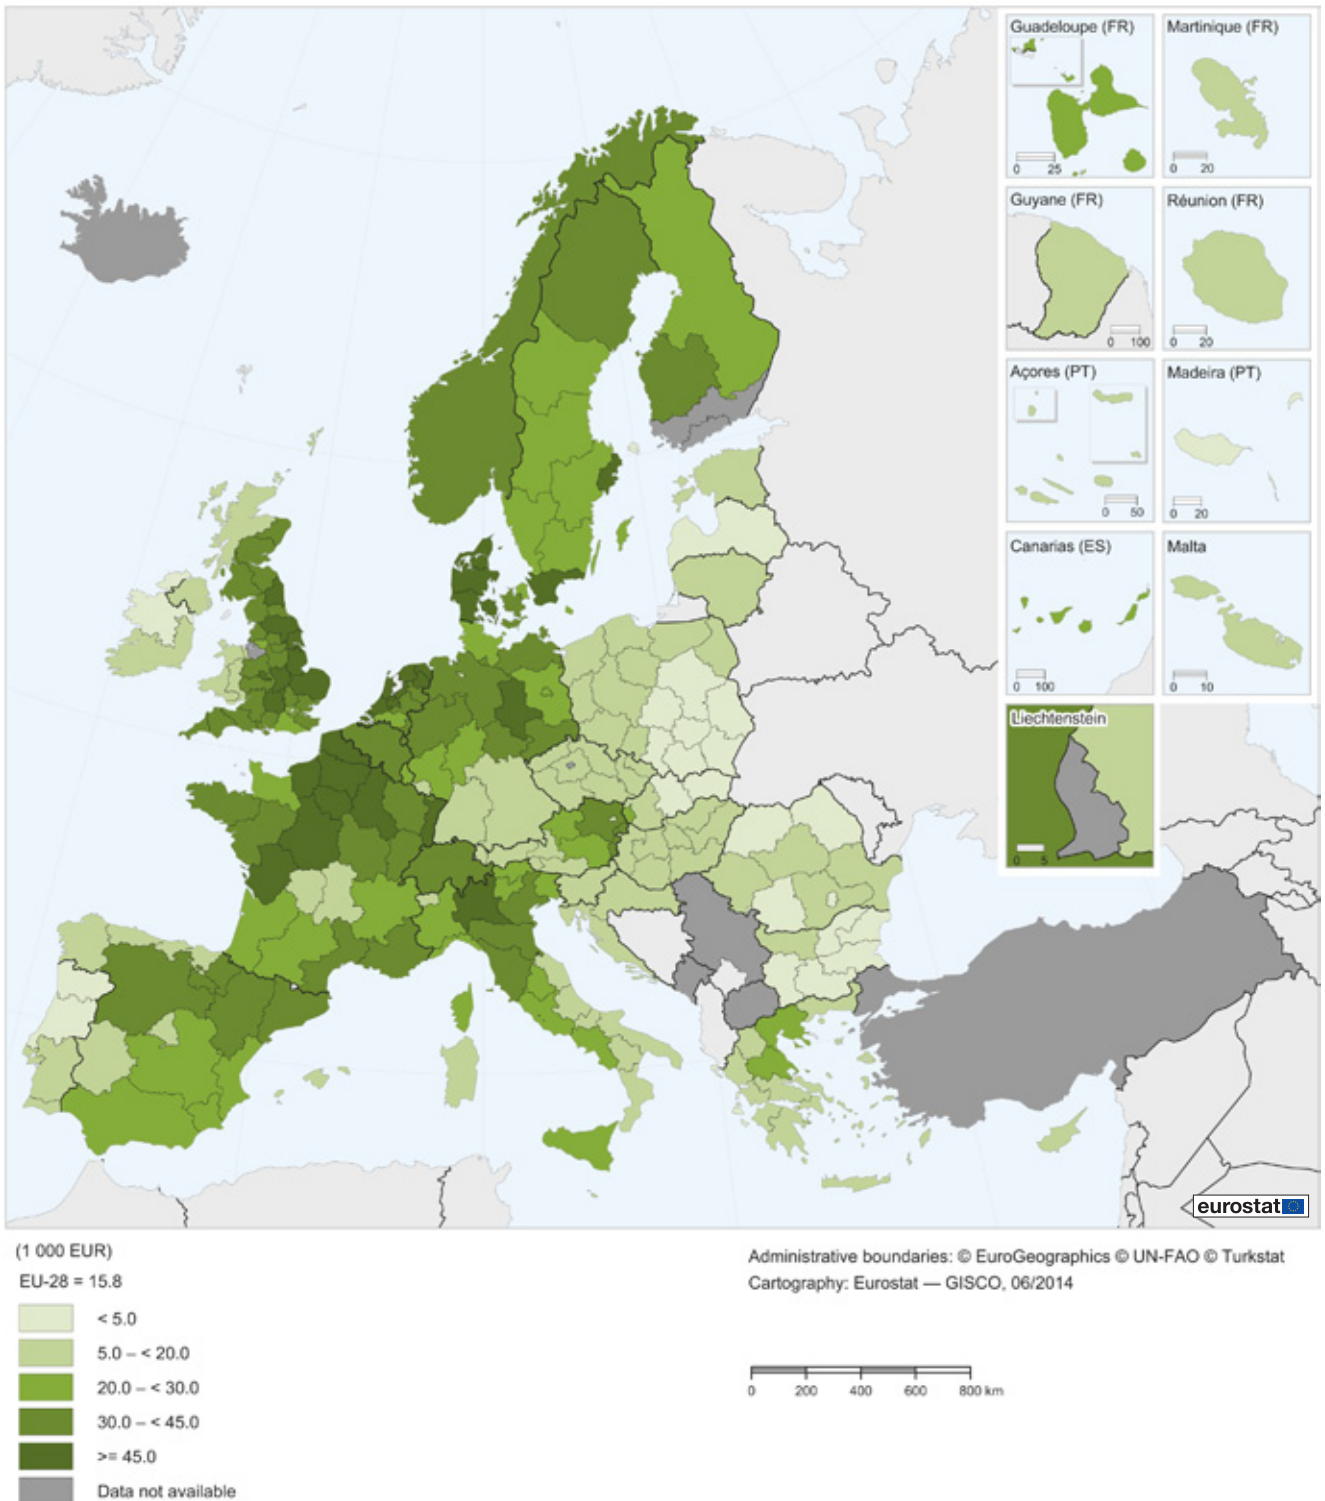 Guadeloupe (FR)
Martinique (FR)
0 25
0 20
Guyane (FR)
Réunion (FR)
0 100
0 20
Açores (PT)
Madeira (PT)
0 50
0 20
Canarias (ES)
Malta
0 100
0 10
Liechtenstein
0 5
eurostat
(1 000 EUR)
EU-28 = 15.8
< 5.0
5.0 – < 20.0
20.0 – < 30.0
30.0 – < 45.0
>= 45.0
Data not available
Administrative boundaries: © EuroGeographics © UN-FAO © Turkstat
Cartography: Eurostat — GISCO, 06/2014
0 200 400 600 800 km